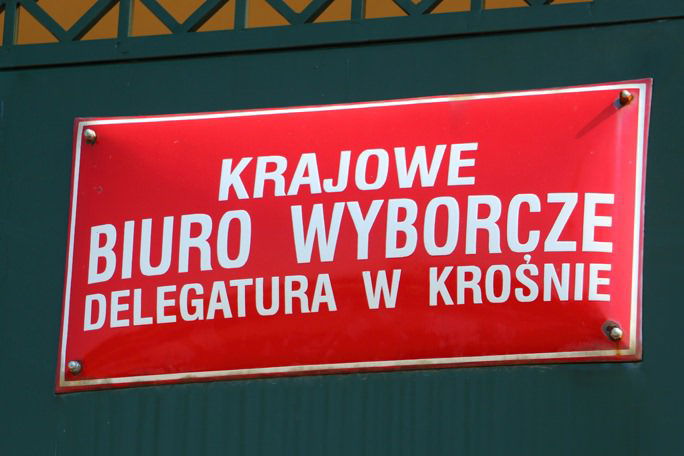 KRAJOWE
BIURO WYBORCZE
DELEGATURA W KROŚNIE